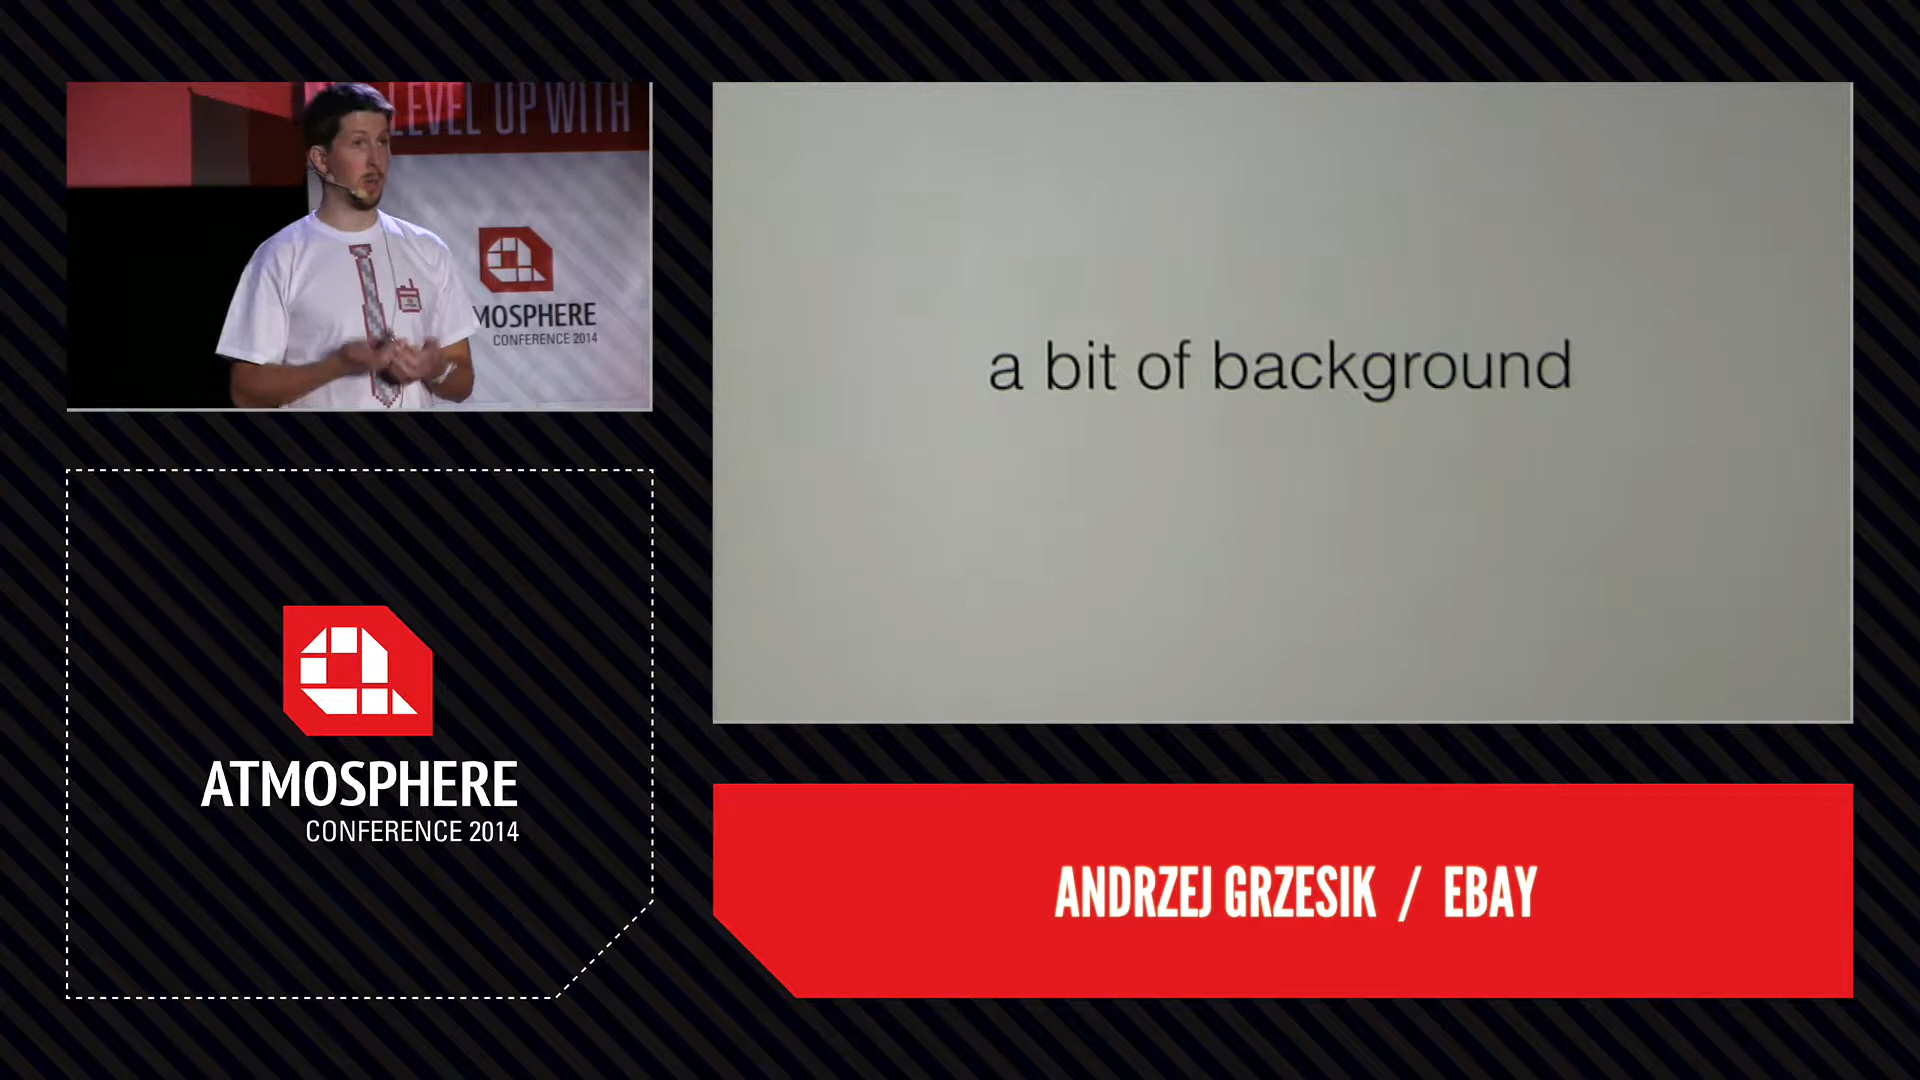 LEVEL UP WITH
MOSPHERE
CONFERENCE 2014
a bit of background
ATMOSPHERE
CONFERENCE 2014
ANDRZEJ GRZESIK / EBAY